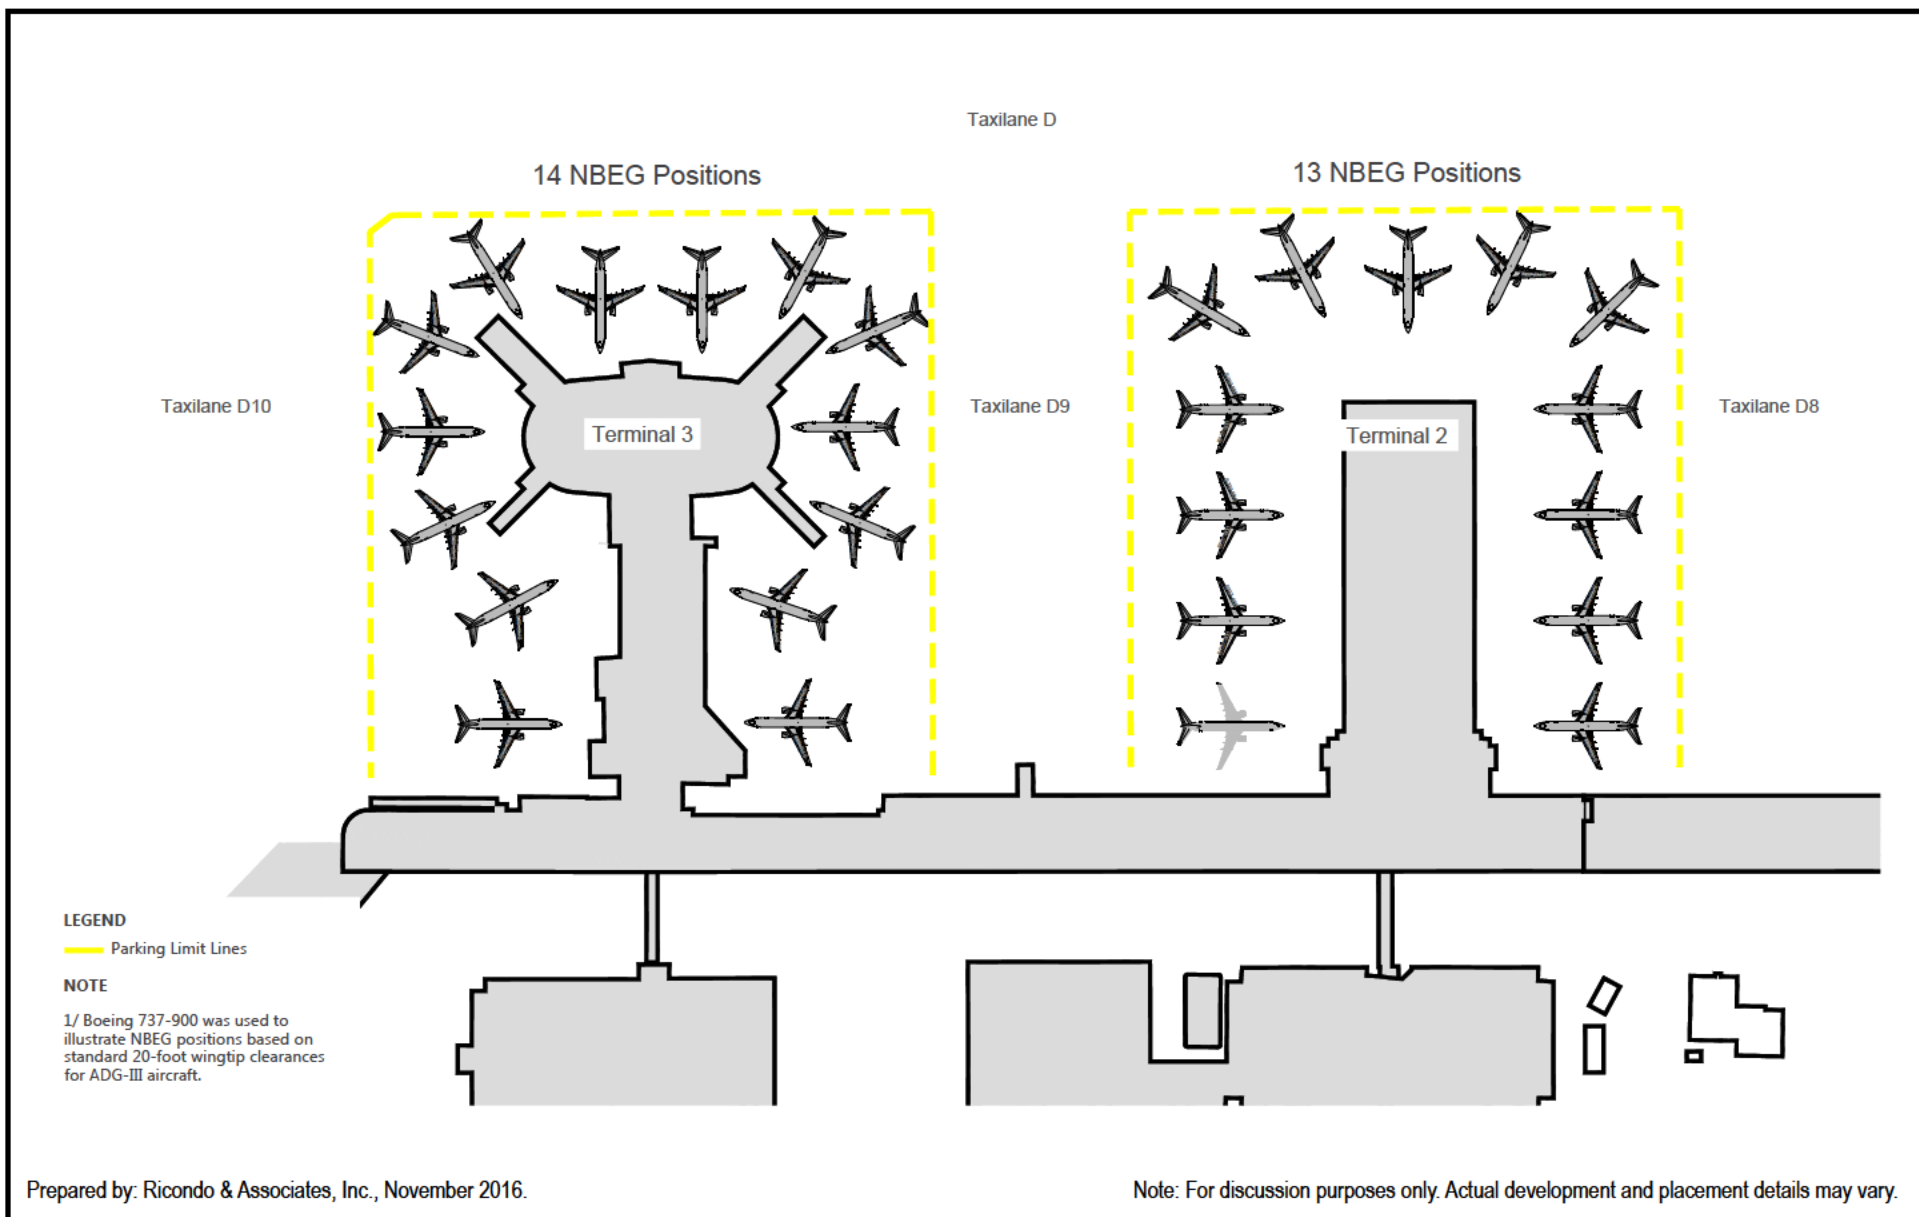 Taxilane D
14 NBEG Positions
13 NBEG Positions
Taxilane D10
Terminal 3
Taxilane D9
Terminal 2
Taxilane D8
LEGEND
Parking Limit Lines
NOTE
1/ Boeing 737-900 was used to
illustrate NBEG positions based on
standard 20-foot wingtip clearances
for ADG-III aircraft.
Prepared by: Ricondo & Associates, Inc., November 2016.
Note: For discussion purposes only. Actual development and placement details may vary.